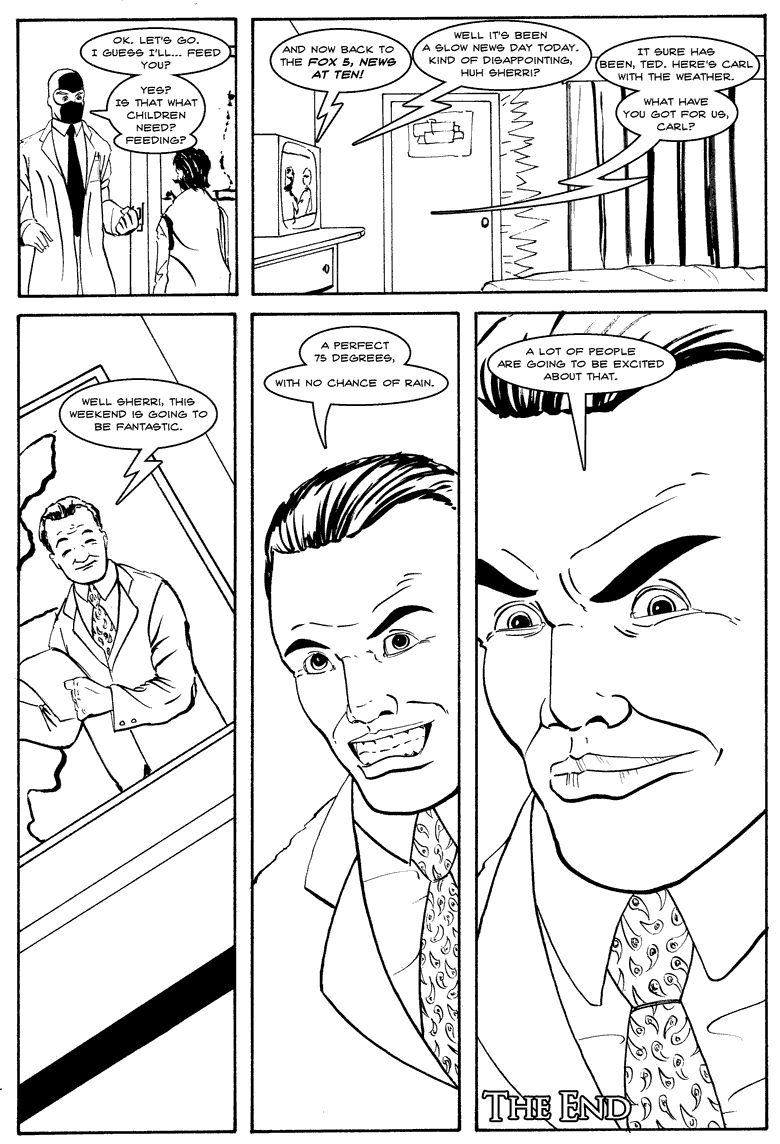 OK. LET'S GO.
I GUESS I'LL... FEED
YOU?
YES?
IS THAT WHAT
CHILDREN
NEED?
FEEDING?
AND NOW BACK TO
THE FOX 5, NEWS
AT TEN!
WELL IT'S BEEN
A SLOW NEWS DAY TODAY.
KIND OF DISAPPOINTING,
HUH SHERRI?
IT SURE HAS
BEEN, TED. HERE'S CARL
WITH THE WEATHER.
WHAT HAVE
YOU GOT FOR US,
CARL?
WELL SHERRI, THIS
WEEKEND IS GOING TO
BE FANTASTIC.
A PERFECT
75 DEGREES,
WITH NO CHANCE OF RAIN.
A LOT OF PEOPLE
ARE GOING TO BE EXCITED
ABOUT THAT.
THE END